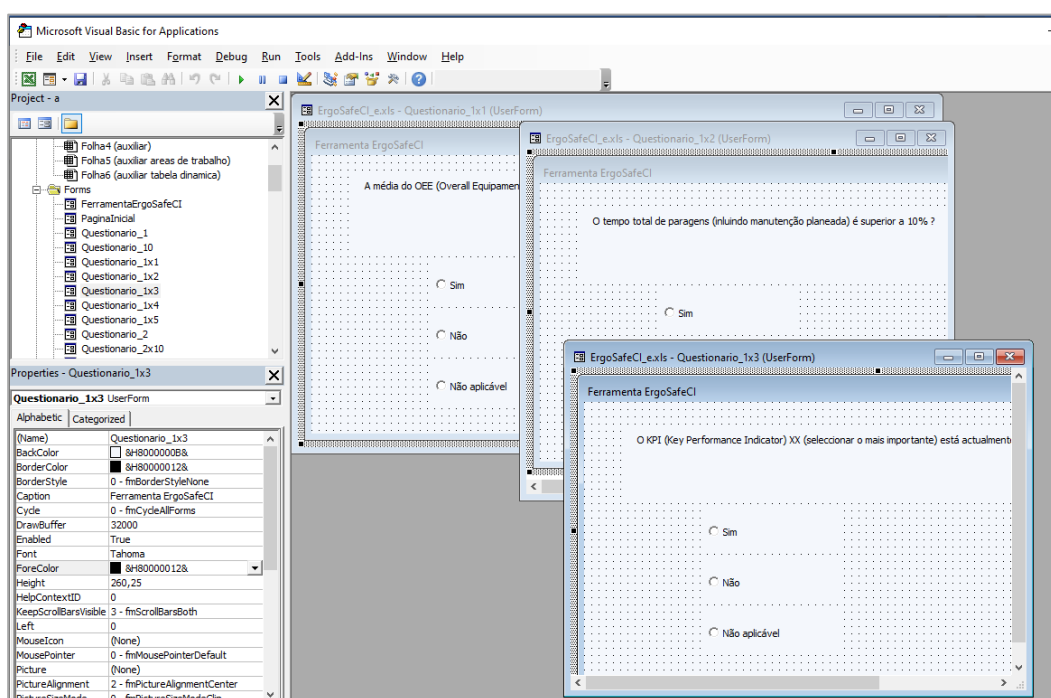 Microsoft Visual Basic for Applications
File Edit View Insert Format Debug Run Tools Add-Ins Window Help
Project - a
Folha4 (auxiliar)
Folha5 (auxiliar areas de trabalho)
Folha6 (auxiliar tabela dinamica)
Forms
FerramentaErgoSafeCI
PaginaInicial
Questionario_1
Questionario_10
Questionario_1x1
Questionario_1x2
Questionario_1x3
Questionario_1x4
Questionario_1x5
Questionario_2
Questionario_2x10
Properties - Questionario_1x3
Questionario_1x3 UserForm
Alphabetic Categorized
(Name) Questionario_1x3
BackColor &H8000000B&
BorderColor &H80000012&
BorderStyle 0 - fmBorderStyleNone
Caption Ferramenta ErgoSafeCI
Cycle 0 - fmCycleAllForms
DrawBuffer 32000
Enabled True
Font Tahoma
ForeColor &H80000012&
Height 260,25
HelpContextID 0
KeepScrollBarsVisible 3 - fmScrollBarsBoth
Left 0
MouseIcon (None)
MousePointer 0 - fmMousePointerDefault
Picture (None)
PictureAlignment 2 - fmPictureAlignmentCenter
PictureSizeMode 0 - fmPictureSizeModeClip
ErgoSafeCI_e.xls - Questionario_1x1 (UserForm)
Ferramenta ErgoSafeCI
A média do OEE (Overall Equipamen
Sim
Não
Não aplicável
ErgoSafeCI_e.xls - Questionario_1x2 (UserForm)
Ferramenta ErgoSafeCI
O tempo total de paragens (inluindo manutenção planeada) é superior a 10% ?
Sim
ErgoSafeCI_e.xls - Questionario_1x3 (UserForm)
Ferramenta ErgoSafeCI
O KPI (Key Performance Indicator) XX (seleccionar o mais importante) está actualment
Sim
Não
Não aplicável